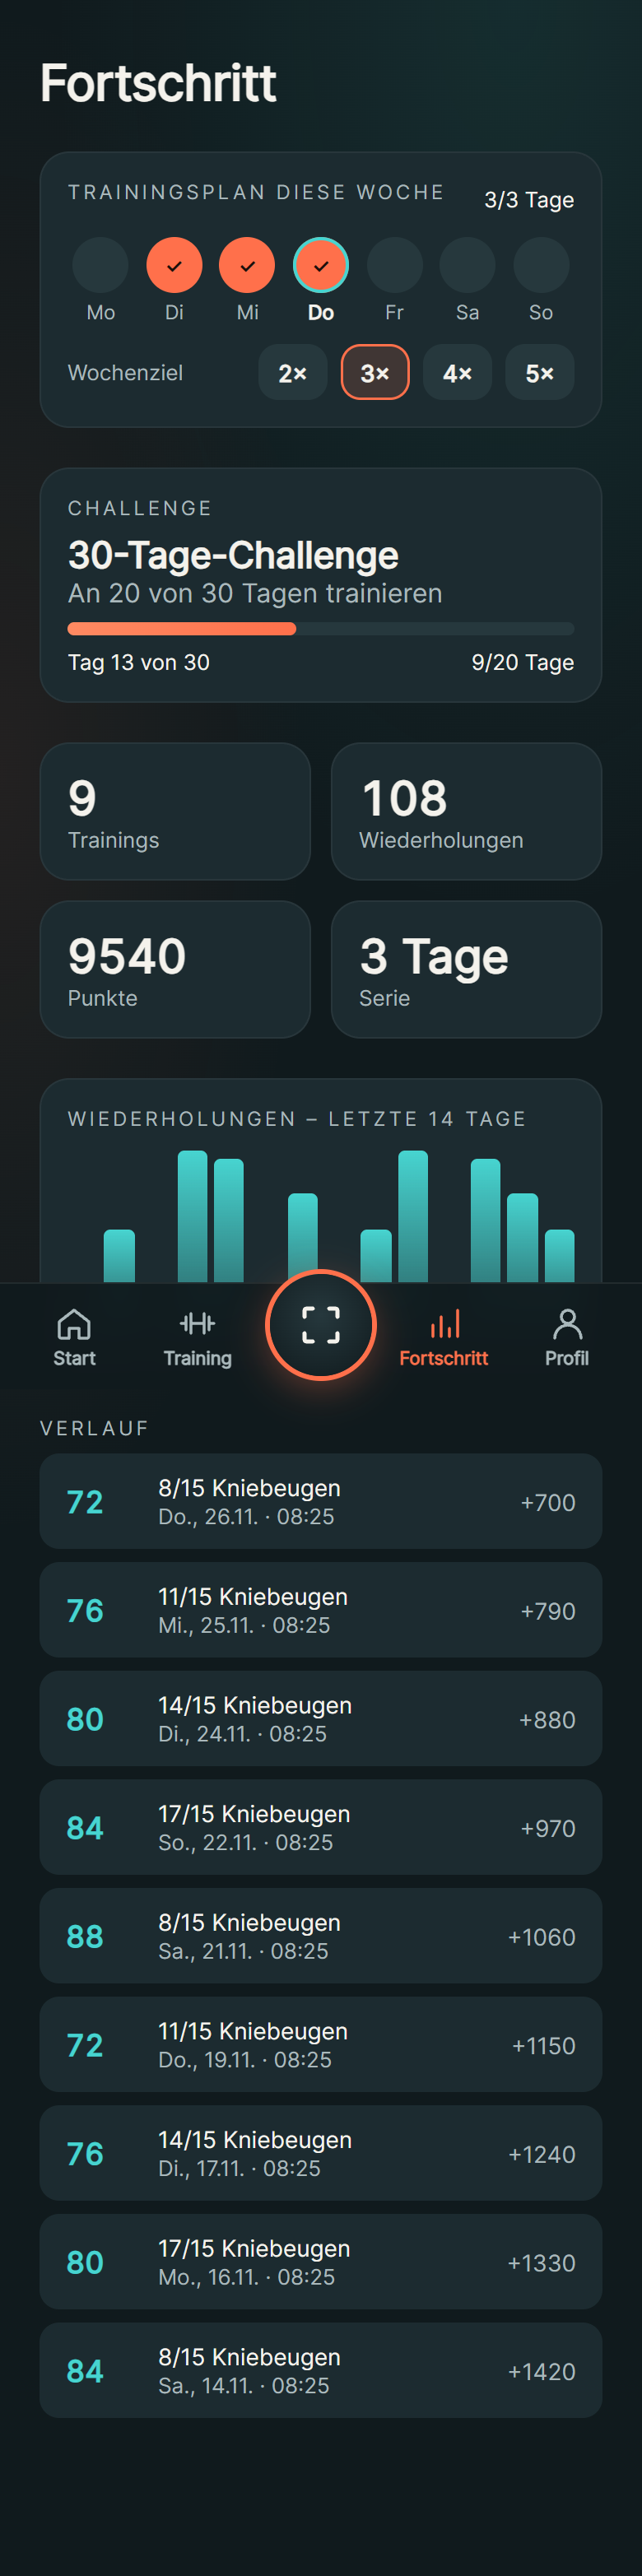 Fortschritt
TRAININGSPLAN DIESE WOCHE
3/3 Tage
Mo Di Mi Do Fr Sa So
Wochenziel 2× 3× 4× 5×
CHALLENGE
30-Tage-Challenge
An 20 von 30 Tagen trainieren
Tag 13 von 30 9/20 Tage
9
Trainings
108
Wiederholungen
9540
Punkte
3 Tage
Serie
WIEDERHOLUNGEN – LETZTE 14 TAGE
Start Training Fortschritt Profil
VERLAUF
72
8/15 Kniebeugen
Do., 26.11. · 08:25
+700
76
11/15 Kniebeugen
Mi., 25.11. · 08:25
+790
80
14/15 Kniebeugen
Di., 24.11. · 08:25
+880
84
17/15 Kniebeugen
So., 22.11. · 08:25
+970
88
8/15 Kniebeugen
Sa., 21.11. · 08:25
+1060
72
11/15 Kniebeugen
Do., 19.11. · 08:25
+1150
76
14/15 Kniebeugen
Di., 17.11. · 08:25
+1240
80
17/15 Kniebeugen
Mo., 16.11. · 08:25
+1330
84
8/15 Kniebeugen
Sa., 14.11. · 08:25
+1420